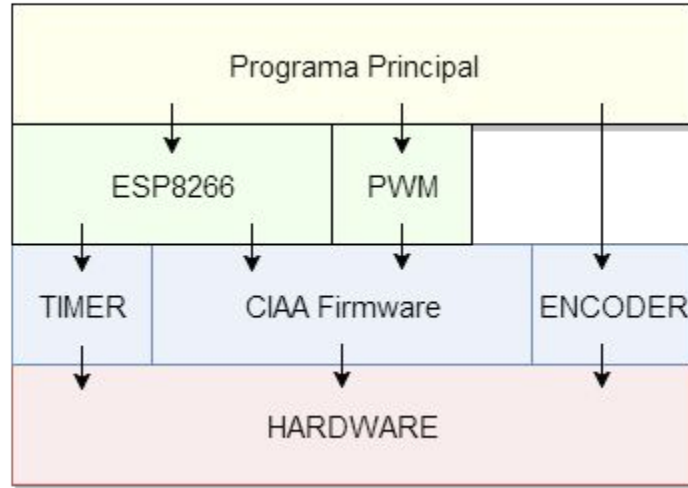 Programa Principal
ESP8266
PWM
TIMER
CIAA Firmware
ENCODER
HARDWARE